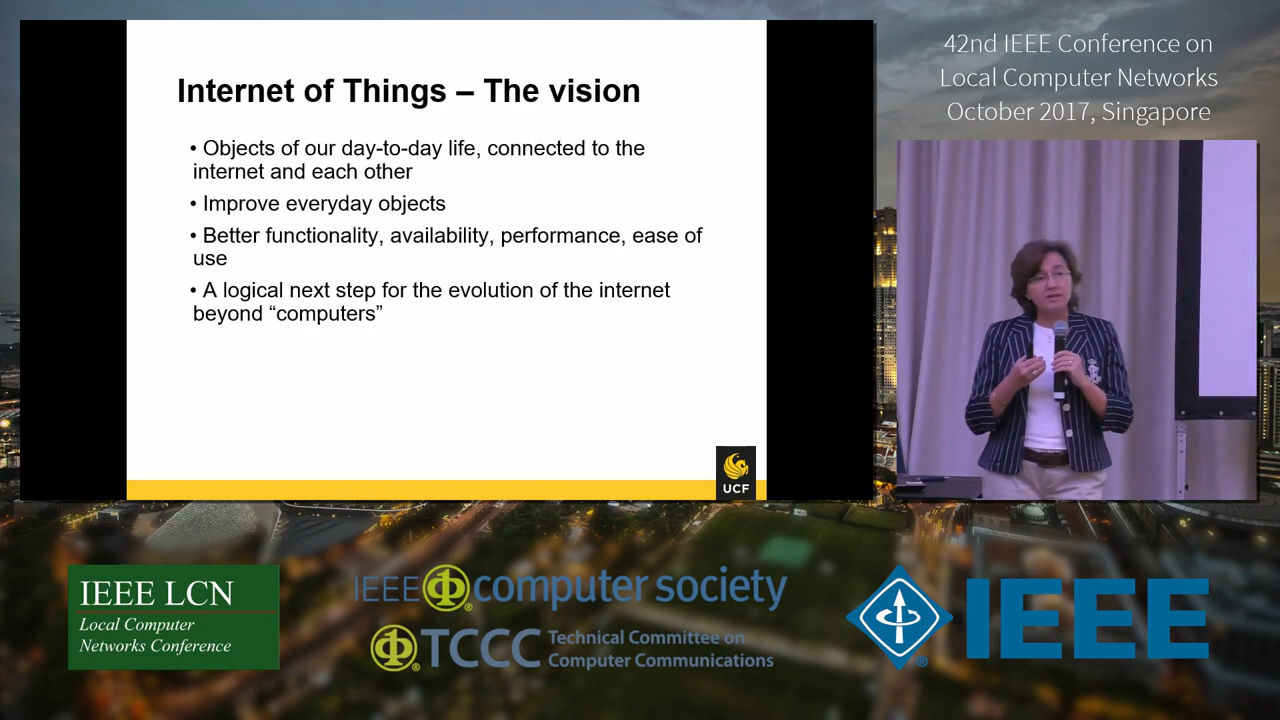 Internet of Things – The vision
• Objects of our day-to-day life, connected to the
internet and each other
• Improve everyday objects
• Better functionality, availability, performance, ease of
use
• A logical next step for the evolution of the internet
beyond “computers”
UCF
42nd IEEE Conference on
Local Computer Networks
October 2017, Singapore
IEEE LCN
Local Computer
Networks Conference
IEEE computer society
TCCC Technical Committee on
Computer Communications
IEEE